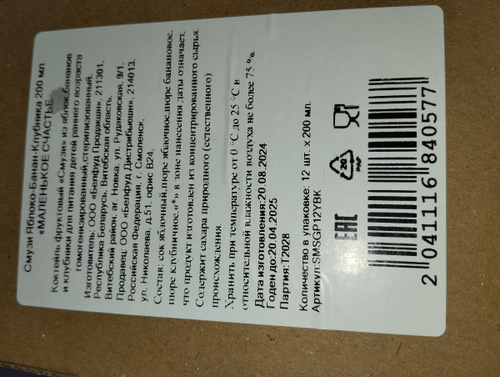 Смузи Яблоко-Банан-Клубника 200 мл
«МАЛЕНЬКОЕ СЧАСТЬЕ»
Коктейль фруктовый «Смузи» из яблок,бананов
и клубники для питания детей раннего возраста
гомогенизированный,стерилизованный.
Изготовитель: ООО «Белфуд Продакшн», 211301,
Республика Беларусь, Витебская область,
Витебский район, аг. Новка, ул. Рудаковская, 9/1.
Продавец: ООО «Белфуд Дистрибьюшн», 214013,
Российская Федерация, г. Смоленск,
ул. Николаева, д.51, офис В24.
Состав: сок яблочный,пюре яблочное,пюре банановое,
пюре клубничное.«*» в зоне нанесения даты означает,
что продукт изготовлен из концентрированного сырья.
Содержит сахара природного (естественного)
происхождения.
Хранить при температуре от 0 °С до 25 °С и
относительной влажности воздуха не более 75 %.
Дата изготовления:20.08.2024
Годен до:20.04.2025
Партия:Т2028
Количество в упаковке: 12 шт. x 200 мл.
Артикул:SMSGP12YBK
EAC
20
PAP
2 041116 840577